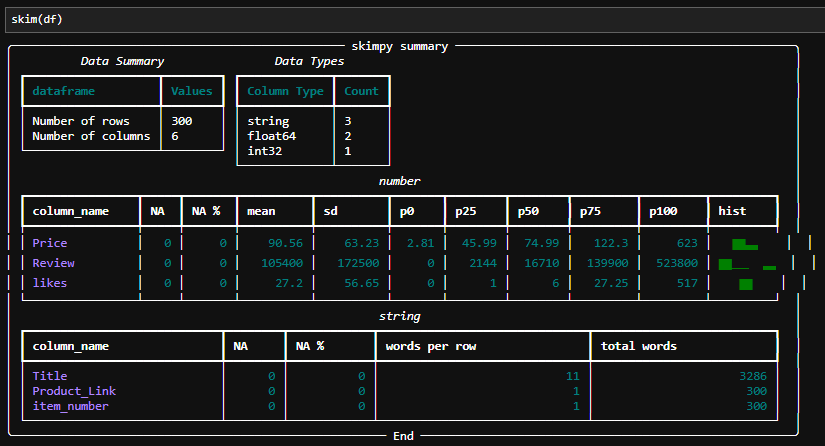 skim(df)
skimpy summary
Data Summary Data Types
dataframe Values Column Type Count
Number of rows 300 string 3
Number of columns 6 float64 2
int32 1
number
column_name NA NA % mean sd p0 p25 p50 p75 p100 hist
Price 0 0 90.56 63.23 2.81 45.99 74.99 122.3 623
Review 0 0 105400 172500 0 2144 16710 139900 523800
likes 0 0 27.2 56.65 0 1 6 27.25 517
string
column_name NA NA % words per row total words
Title 0 0 11 3286
Product_Link 0 0 1 300
item_number 0 0 1 300
End